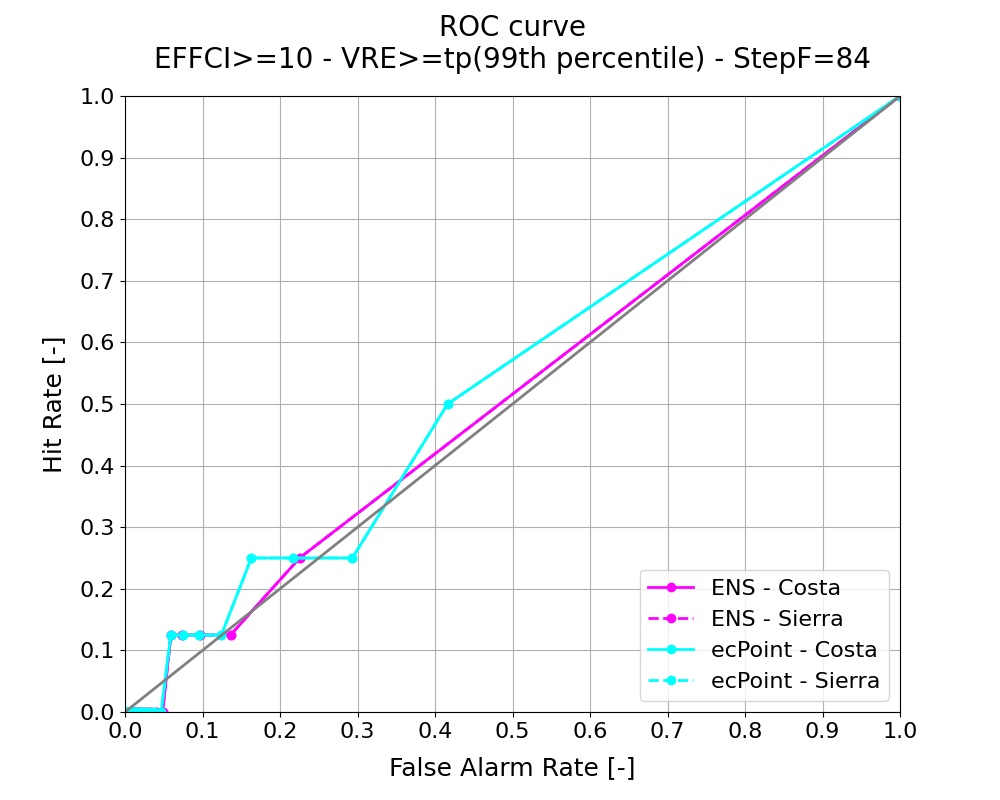 ROC curve
EFFCI>=10 - VRE>=tp(99th percentile) - StepF=84
1.0
0.9
0.8
0.7
0.6
0.5
0.4
0.3
0.2
0.1
0.0
Hit Rate [-]
ENS - Costa
ENS - Sierra
ecPoint - Costa
ecPoint - Sierra
0.0 0.1 0.2 0.3 0.4 0.5 0.6 0.7 0.8 0.9 1.0
False Alarm Rate [-]